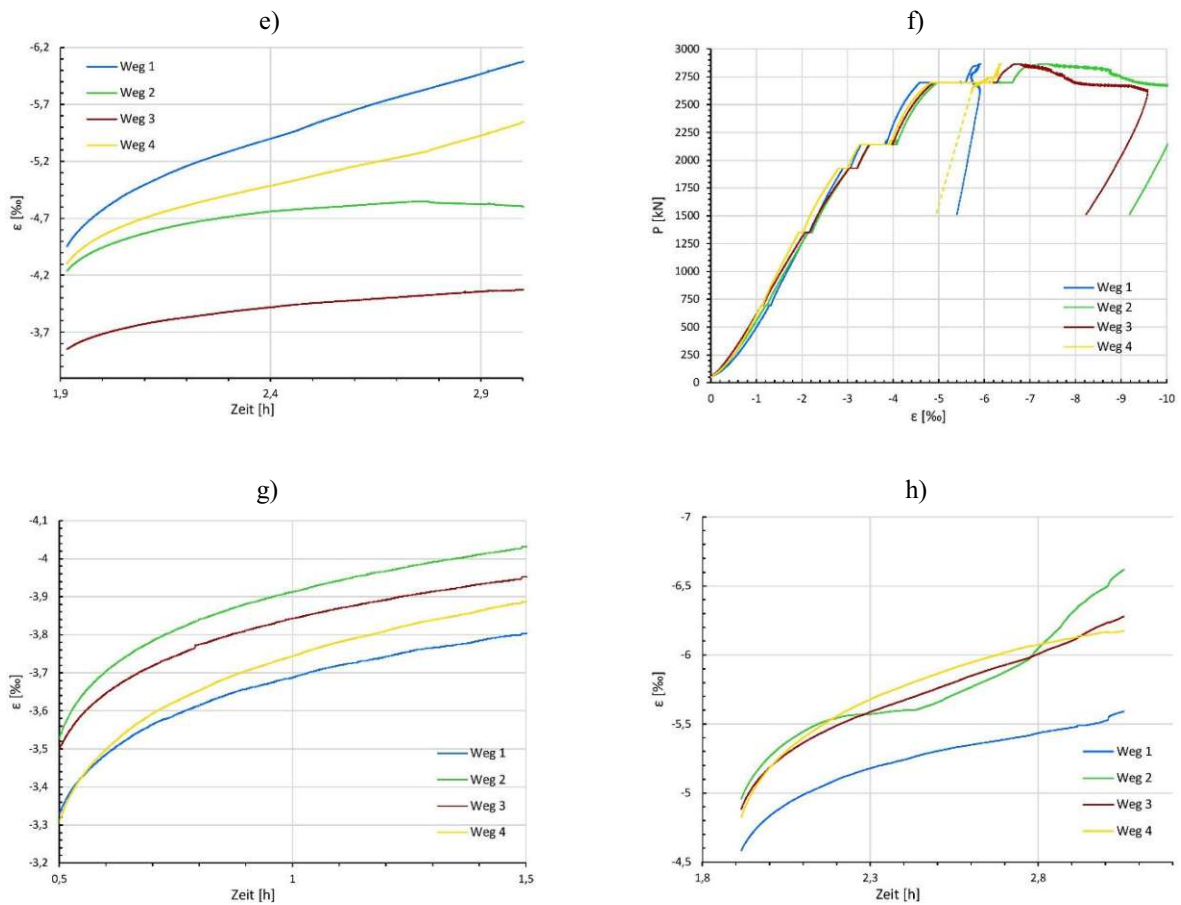 e)
-6,2
-5,7
-5,2
-4,7
-4,2
-3,7
ε [‰]
Weg 1
Weg 2
Weg 3
Weg 4
1,9
2,4
2,9
Zeit [h]
f)
3000
2750
2500
2250
2000
1750
1500
1250
1000
750
500
250
0
P [kN]
Weg 1
Weg 2
Weg 3
Weg 4
0
-1
-2
-3
-4
-5
-6
-7
-8
-9
-10
ε [‰]
g)
-4,1
-4
-3,9
-3,8
-3,7
-3,6
-3,5
-3,4
-3,3
-3,2
ε [‰]
Weg 1
Weg 2
Weg 3
Weg 4
0,5
1
1,5
Zeit [h]
h)
-7
-6,5
-6
-5,5
-5
-4,5
ε [‰]
Weg 1
Weg 2
Weg 3
Weg 4
1,8
2,3
2,8
Zeit [h]